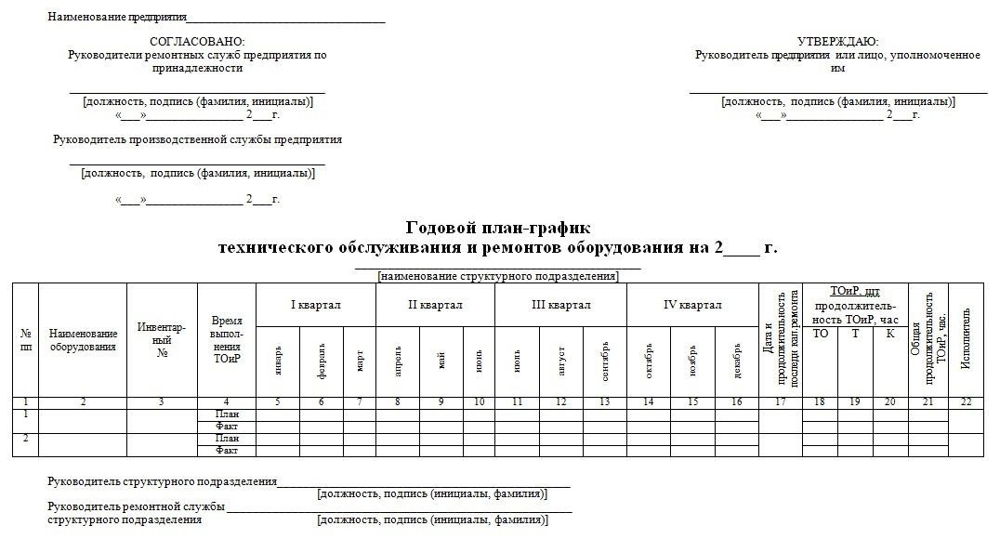 Наименование предприятия_______________________________
СОГЛАСОВАНО:
Руководители ремонтных служб предприятия по
принадлежности
________________________________________
[должность, подпись (фамилия, инициалы)]
«___»_______________ 2___г.
Руководитель производственной службы предприятия
________________________________________
[должность, подпись (фамилия, инициалы)]
«___»_______________ 2___г.
УТВЕРЖДАЮ:
Руководитель предприятия или лицо, уполномоченное
им
_______________________________________________
[должность, подпись (фамилия, инициалы)]
«___»_______________ 2___г.
Годовой план-график
технического обслуживания и ремонтов оборудования на 2____ г.
_____________________________________________
[наименование структурного подразделения]
№
пп
Наименование
оборудования
Инвентар-
ный
№
Время
выпол-
нения
ТОиР
I квартал
II квартал
III квартал
IV квартал
январь
февраль
март
апрель
май
июнь
июль
август
сентябрь
октябрь
ноябрь
декабрь
Дата и
продолжительность
последн кап.ремонта
ТОиР, шт
продолжитель-
ность ТОиР, час
ТО
Т
К
Общая
продолжительность
ТОиР, час.
Исполнитель
1 2 3 4 5 6 7 8 9 10 11 12 13 14 15 16 17 18 19 20 21 22
1 План
Факт
2 План
Факт
Руководитель структурного подразделения______________________________________________
[должность, подпись (инициалы, фамилия)]
Руководитель ремонтной службы ______________________________________________________
структурного подразделения [должность, подпись (инициалы, фамилия)]